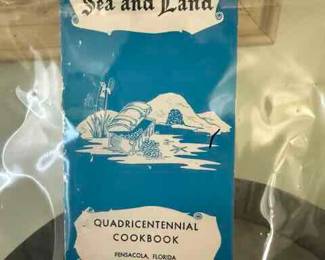 Sea and Land
QUADRICENTENNIAL
COOKBOOK
PENSACOLA, FLORIDA